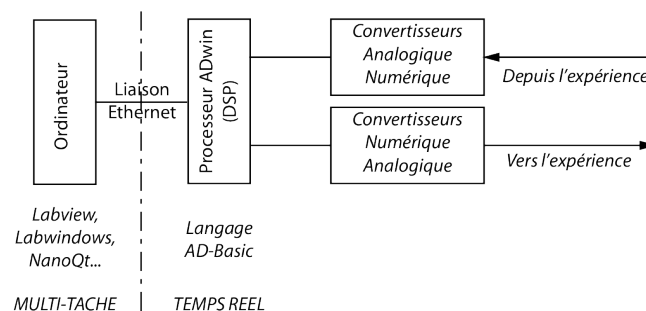 Ordinateur
Liaison
Ethernet
Processeur ADwin
(DSP)
Convertisseurs
Analogique
Numérique
Depuis l'expérience
Convertisseurs
Numérique
Analogique
Vers l'expérience
Labview,
Labwindows,
NanoQt...
Langage
AD-Basic
MULTI-TACHE
TEMPS REEL